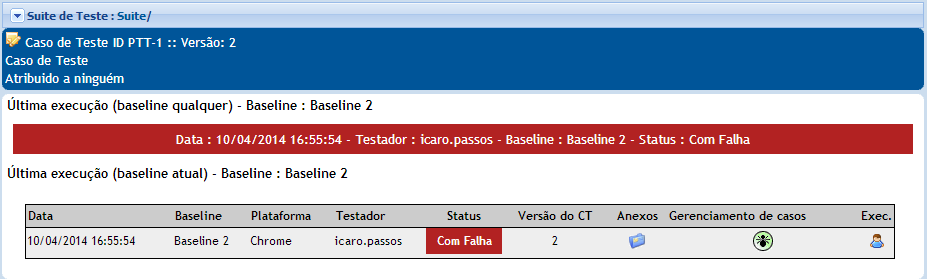 Suite de Teste : Suite/
Caso de Teste ID PTT-1 :: Versão: 2
Caso de Teste
Atribuido a ninguém
Última execução (baseline qualquer) - Baseline : Baseline 2
Data : 10/04/2014 16:55:54 - Testador : icaro.passos - Baseline : Baseline 2 - Status : Com Falha
Última execução (baseline atual) - Baseline : Baseline 2
Data Baseline Plataforma Testador Status Versão do CT Anexos Gerenciamento de casos Exec.
10/04/2014 16:55:54 Baseline 2 Chrome icaro.passos Com Falha 2